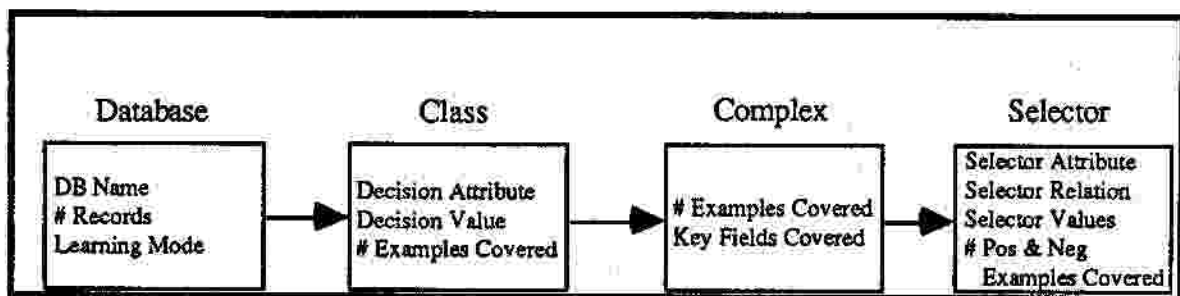 Database
DB Name
# Records
Learning Mode
Class
Decision Attribute
Decision Value
# Examples Covered
Complex
# Examples Covered
Key Fields Covered
Selector
Selector Attribute
Selector Relation
Selector Values
# Pos & Neg
Examples Covered